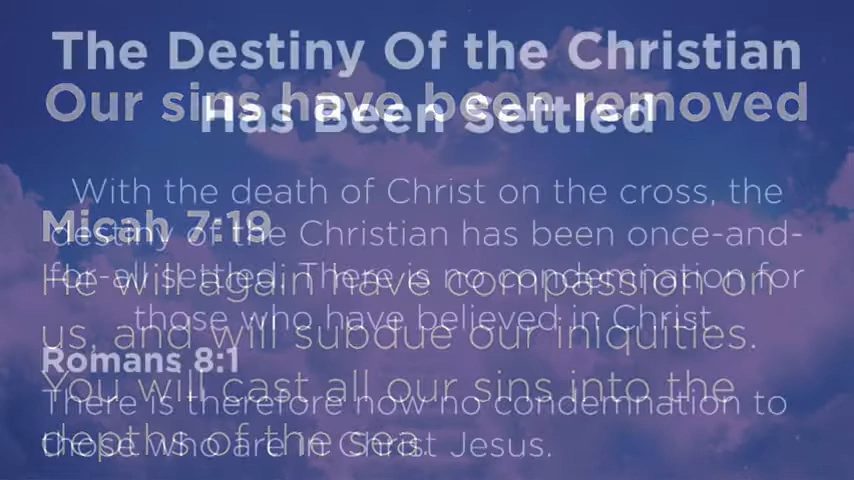 The Destiny Of the Christian
Has Been Settled
With the death of Christ on the cross, the
destiny of the Christian has been once-and-
for-all settled. There is no condemnation for
those who have believed in Christ.
Romans 8:1
There is therefore now no condemnation to
those who are in Christ Jesus.
Our sins have been removed
Micah 7:19
He will again have compassion on
us, and will subdue our iniquities.
You will cast all our sins into the
depths of the sea.